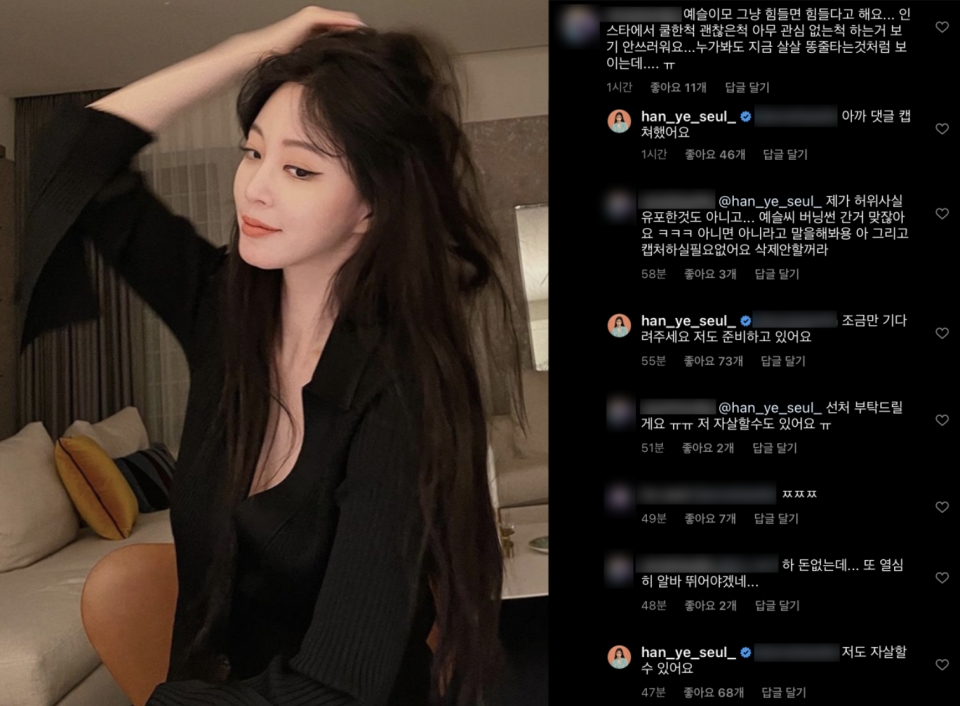 예슬이모 그냥 힘들면 힘들다고 해요... 인
스타에서 쿨한척 괜찮은척 아무 관심 없는척 하는거 보
기 안쓰러워요...누가봐도 지금 살살 똥줄타는것처럼 보
이는데.... ㅠ
1시간 좋아요 11개 답글 달기
han_ye_seul_ 아까 댓글 캡
쳐했어요
1시간 좋아요 46개 답글 달기
@han_ye_seul_ 제가 허위사실
유포한것도 아니고... 예슬씨 버닝썬 간거 맞잖아
요 ㅋㅋㅋ 아니면 아니라고 말을해봐용 아 그리고
캡처하실필요없어요 삭제안할꺼라
58분 좋아요 3개 답글 달기
han_ye_seul_ 조금만 기다
려주세요 저도 준비하고 있어요
55분 좋아요 73개 답글 달기
@han_ye_seul_ 선처 부탁드릴
게요 ㅠㅠ 저 자살할수도 있어요 ㅠ
51분 좋아요 2개 답글 달기
ㅉㅉㅉ
49분 좋아요 7개 답글 달기
하 돈없는데... 또 열심
히 알바 뛰어야겠네...
48분 좋아요 2개 답글 달기
han_ye_seul_ 저도 자살할
수 있어요
47분 좋아요 68개 답글 달기